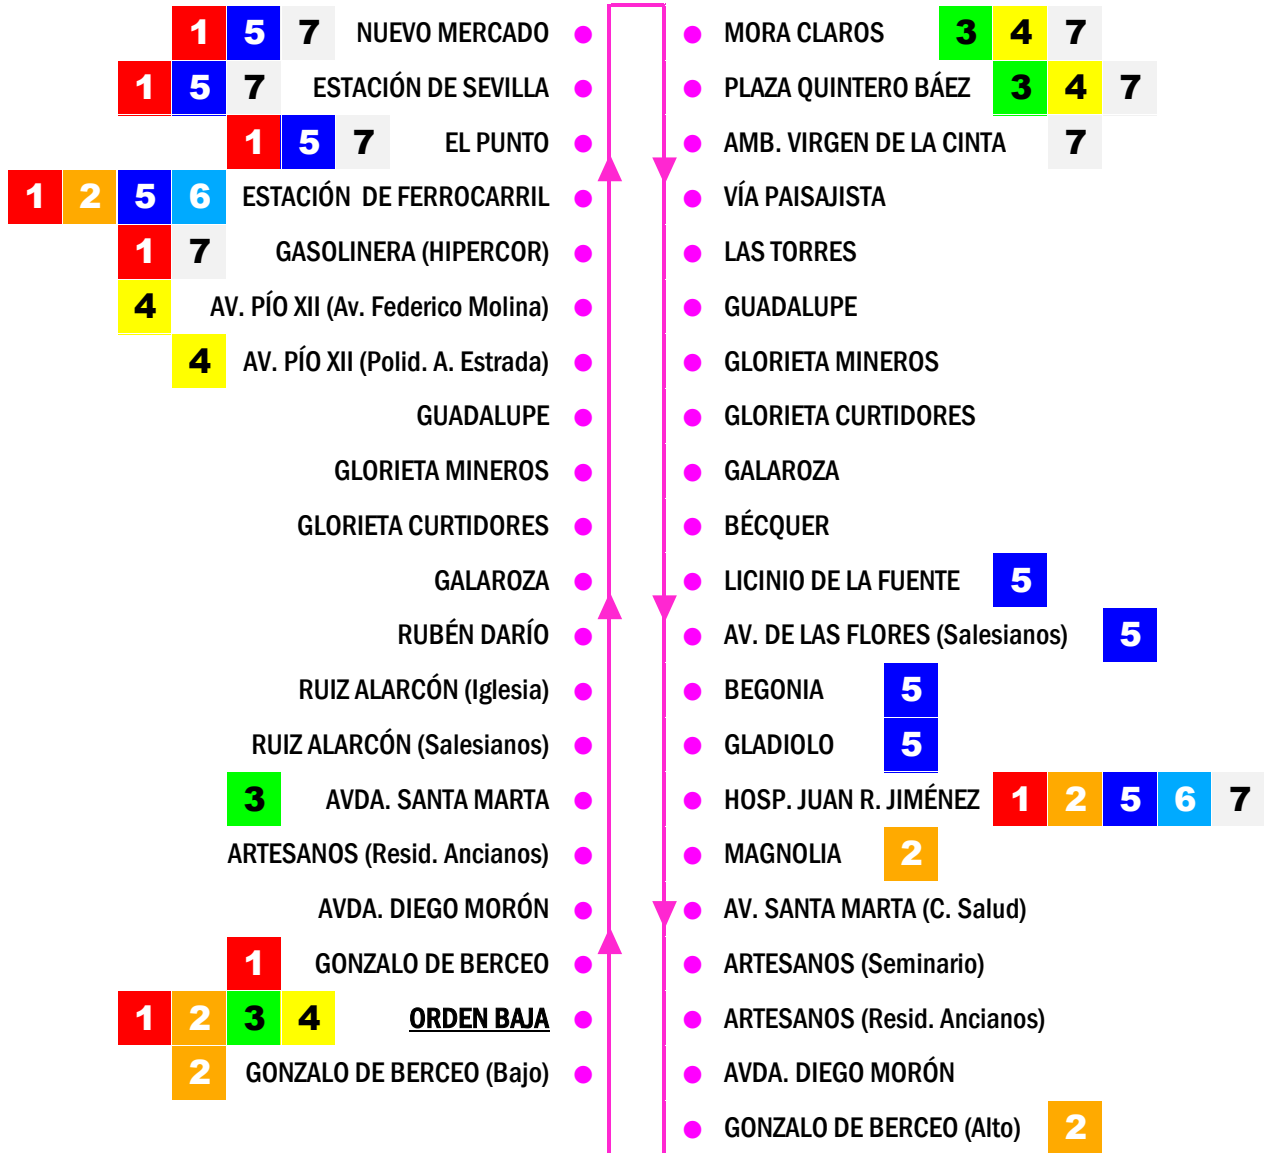 1 5 7 NUEVO MERCADO
1 5 7 ESTACIÓN DE SEVILLA
1 5 7 EL PUNTO
1 2 5 6 ESTACIÓN DE FERROCARRIL
1 7 GASOLINERA (HIPERCOR)
4 AV. PÍO XII (Av. Federico Molina)
4 AV. PÍO XII (Polid. A. Estrada)
GUADALUPE
GLORIETA MINEROS
GLORIETA CURTIDORES
GALAROZA
RUBÉN DARÍO
RUIZ ALARCÓN (Iglesia)
RUIZ ALARCÓN (Salesianos)
3 AVDA. SANTA MARTA
ARTESANOS (Resid. Ancianos)
AVDA. DIEGO MORÓN
1 GONZALO DE BERCEO
1 2 3 4 ORDEN BAJA
2 GONZALO DE BERCEO (Bajo)
MORA CLAROS 3 4 7
PLAZA QUINTERO BÁEZ 3 4 7
AMB. VIRGEN DE LA CINTA 7
VÍA PAISAJISTA
LAS TORRES
GUADALUPE
GLORIETA MINEROS
GLORIETA CURTIDORES
GALAROZA
BÉCQUER
LICINIO DE LA FUENTE 5
AV. DE LAS FLORES (Salesianos) 5
BEGONIA 5
GLADIOLO 5
HOSP. JUAN R. JIMÉNEZ 1 2 5 6 7
MAGNOLIA 2
AV. SANTA MARTA (C. Salud)
ARTESANOS (Seminario)
ARTESANOS (Resid. Ancianos)
AVDA. DIEGO MORÓN
GONZALO DE BERCEO (Alto) 2